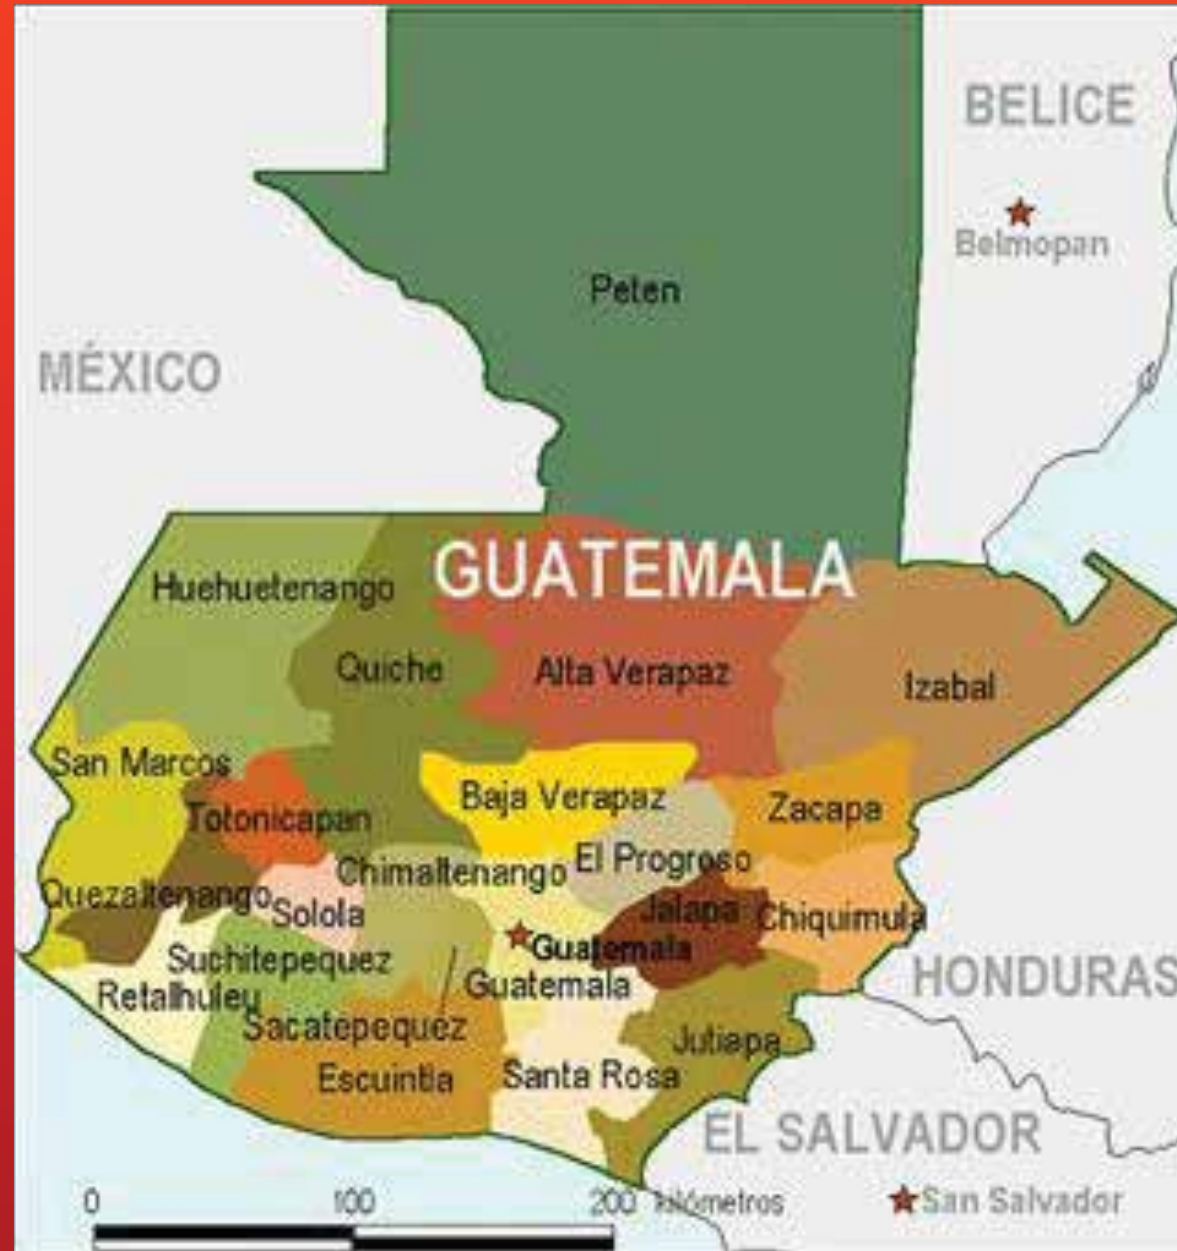 BELICE
Belmopan
Peten
MÉXICO
GUATEMALA
Huehuetenango
Quiche
Alta Verapaz
Izabal
San Marcos
Baja Verapaz
Zacapa
Totonicapan
El Progroso
Chimaltenango
Quezaltenango
Solola
Jalapa
Chiquimula
Guatemala
Suchitepequez
Guatemala
HONDURAS
Retalhuleu
Sacatepequez
Jutiapa
Escuintla
Santa Rosa
EL SALVADOR
0 100 200 kilómetros
San Salvador